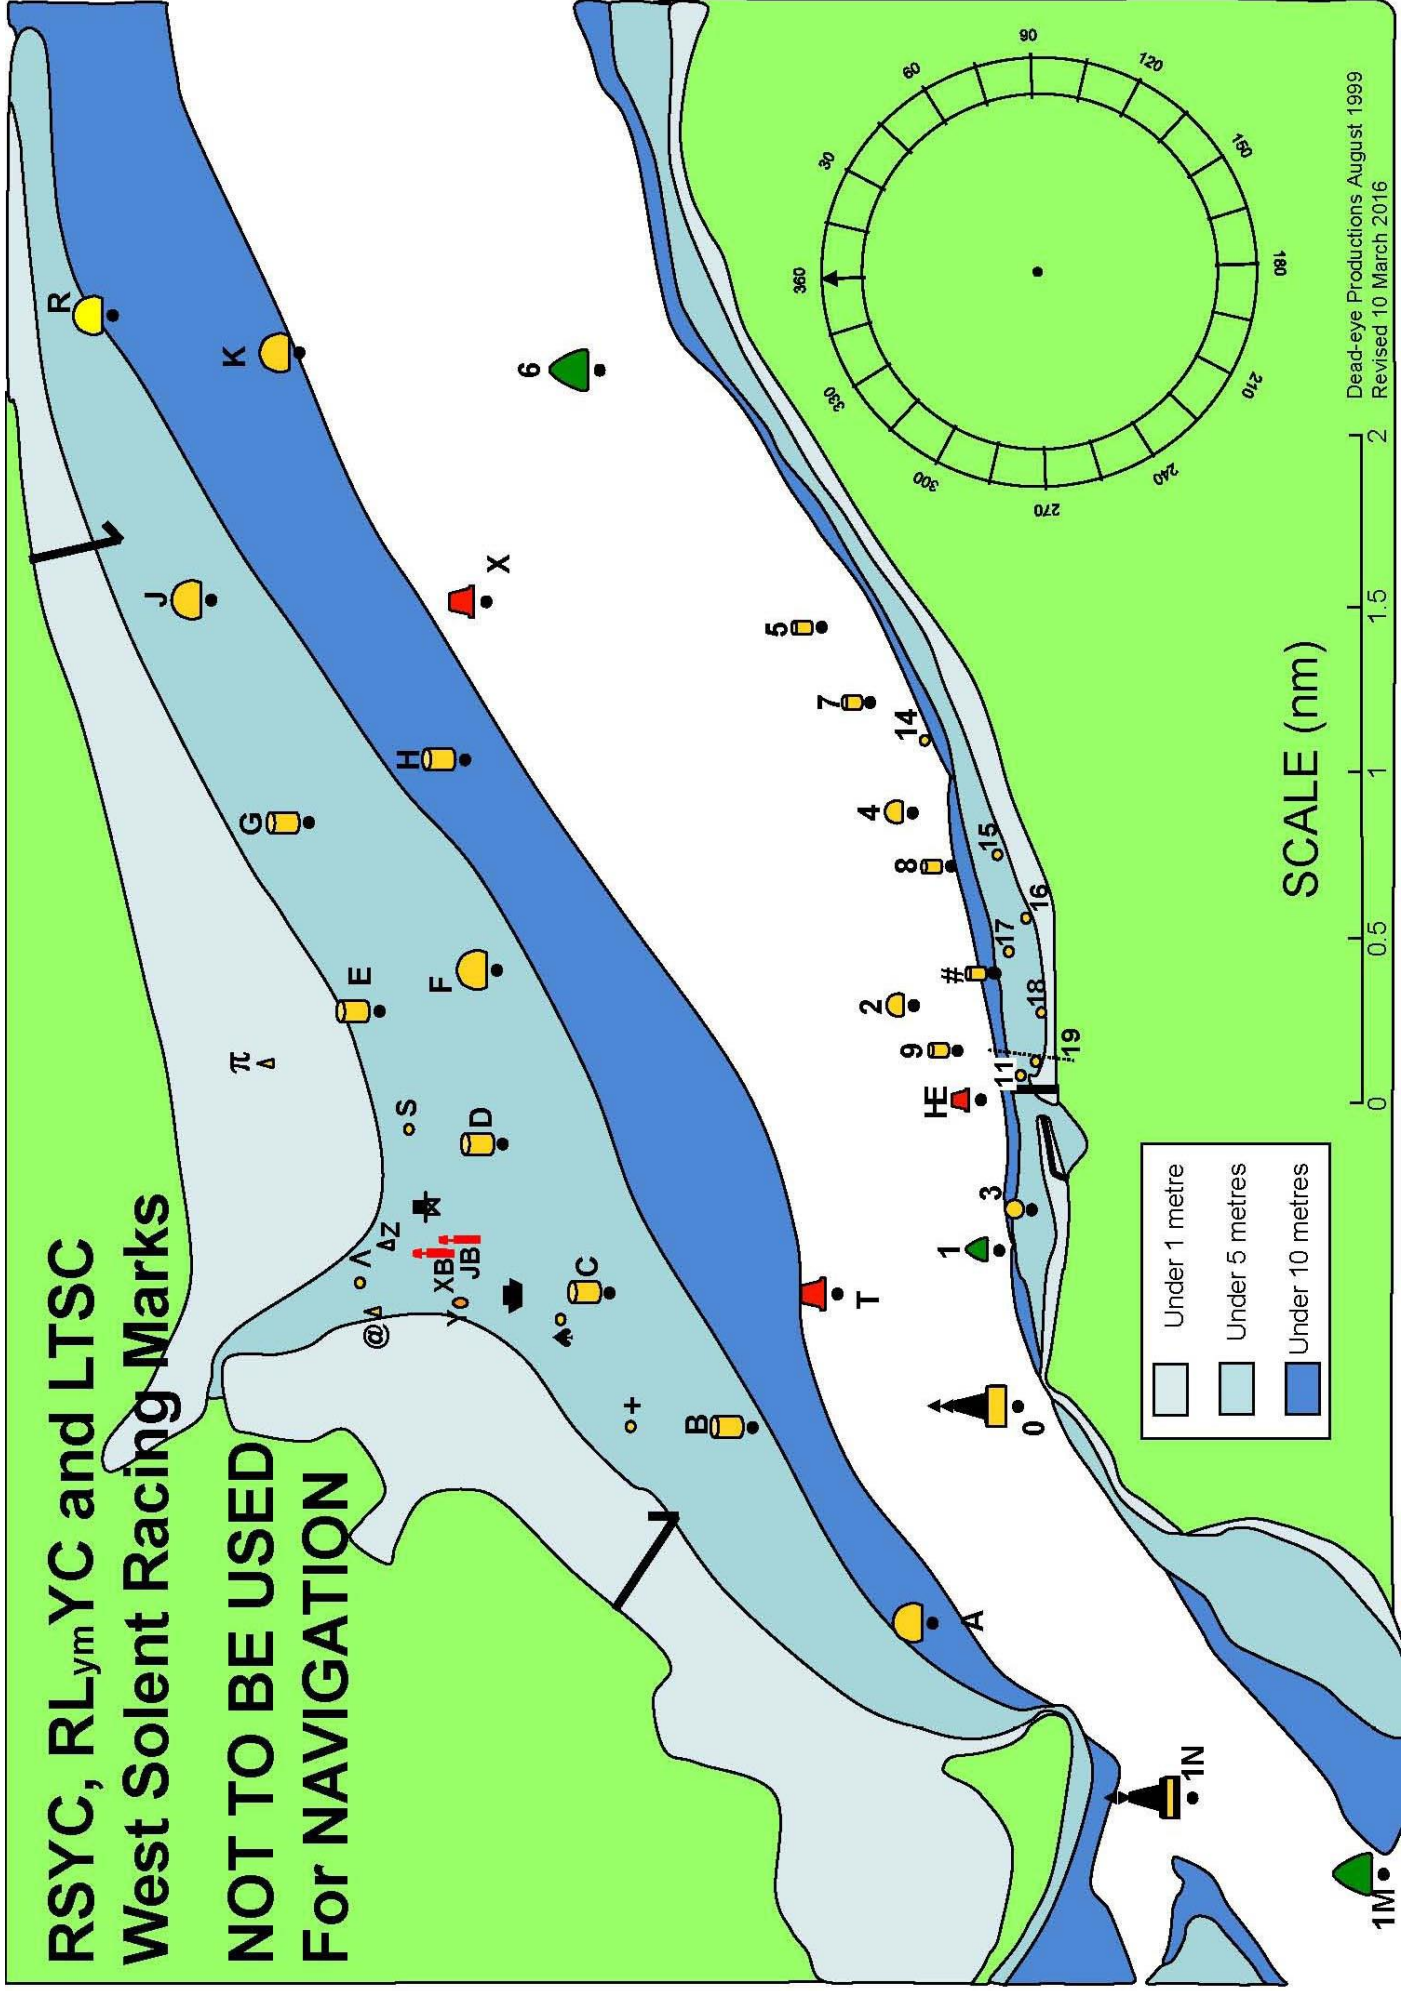 RSYC, RLymYC and LTSC
West Solent Racing Marks
NOT TO BE USED
For NAVIGATION
R
K
J
6
X
H
G
E
F
π
S
D
Λ
Z
@
XB
JB
Y
C
♠
+
B
T
A
5
7
14
4
8
15
16
17
#
2
18
9
19
11
HE
3
1
0
1N
1M
360
30
60
90
120
150
180
210
240
270
300
330
Under 1 metre
Under 5 metres
Under 10 metres
SCALE (nm)
0 0.5 1 1.5 2
Dead-eye Productions August 1999
Revised 10 March 2016